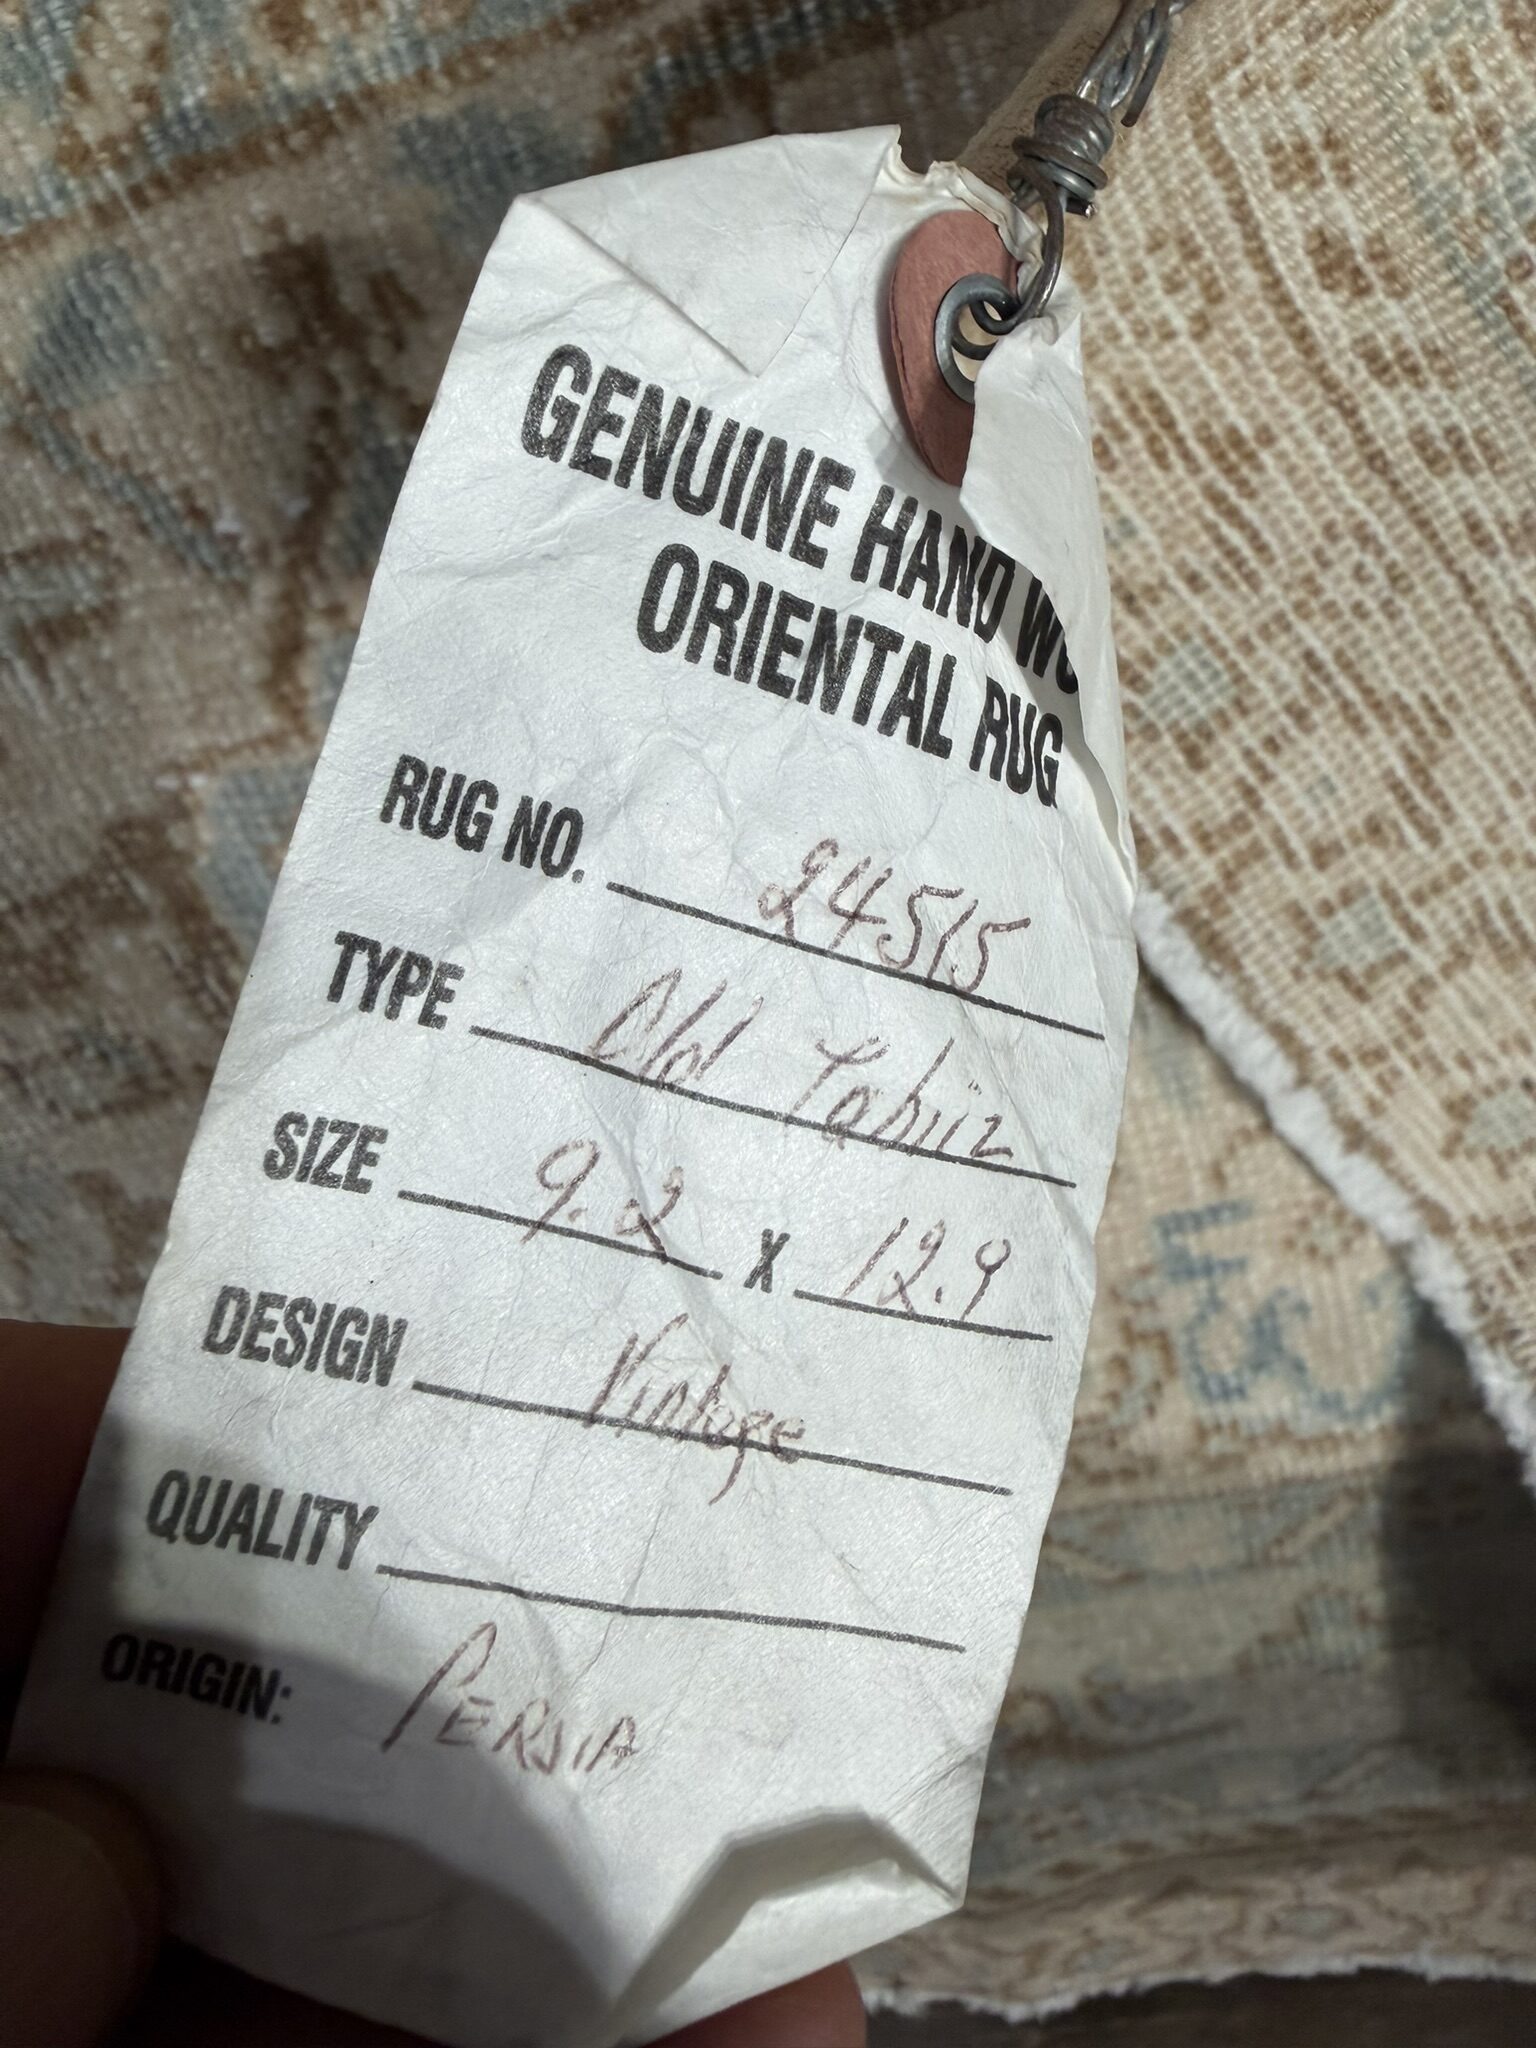 GENUINE HAND WO
ORIENTAL RUG
RUG NO. 24515
TYPE Old Tabriz
SIZE 9.2 X 12.9
DESIGN Vintage
QUALITY
ORIGIN: PERSIA